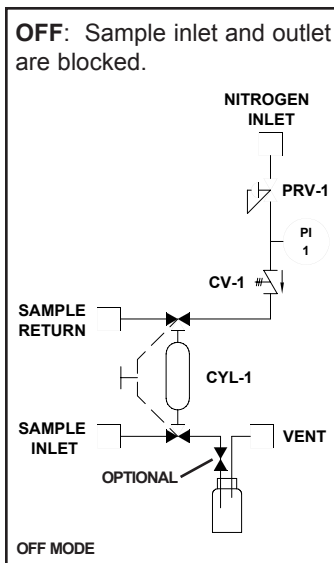 OFF: Sample inlet and outlet
are blocked.
NITROGEN
INLET
PRV-1
PI
1
CV-1
SAMPLE
RETURN
CYL-1
SAMPLE
INLET
VENT
OPTIONAL
OFF MODE